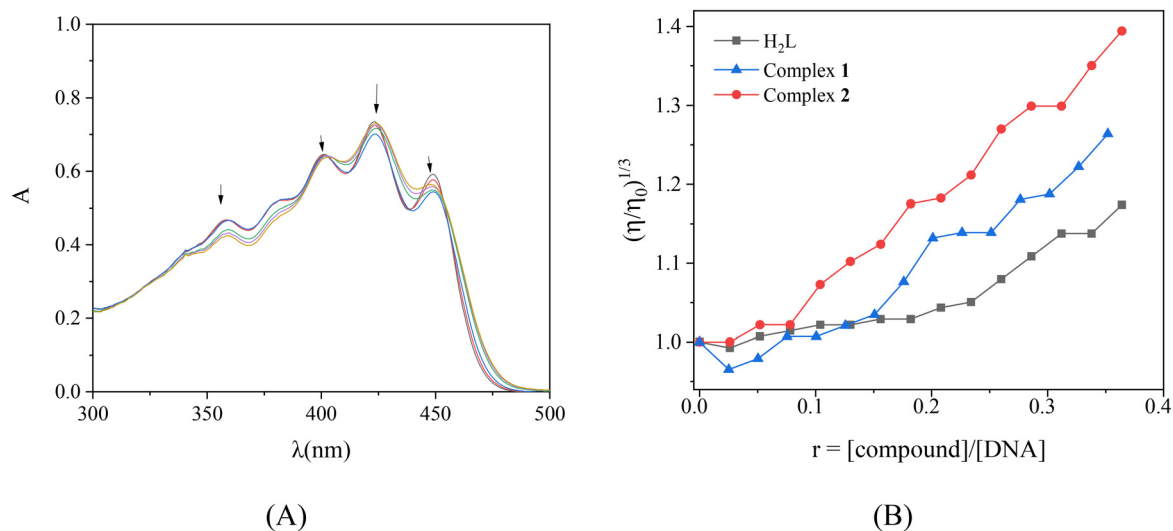 1.0
0.8
0.6
0.4
0.2
0.0
A
300
350
400
450
500
λ(nm)
(A)
1.4
1.3
1.2
1.1
1.0
(η/η₀)^1/3
H₂L
Complex 1
Complex 2
0.0
0.1
0.2
0.3
0.4
r = [compound]/[DNA]
(B)